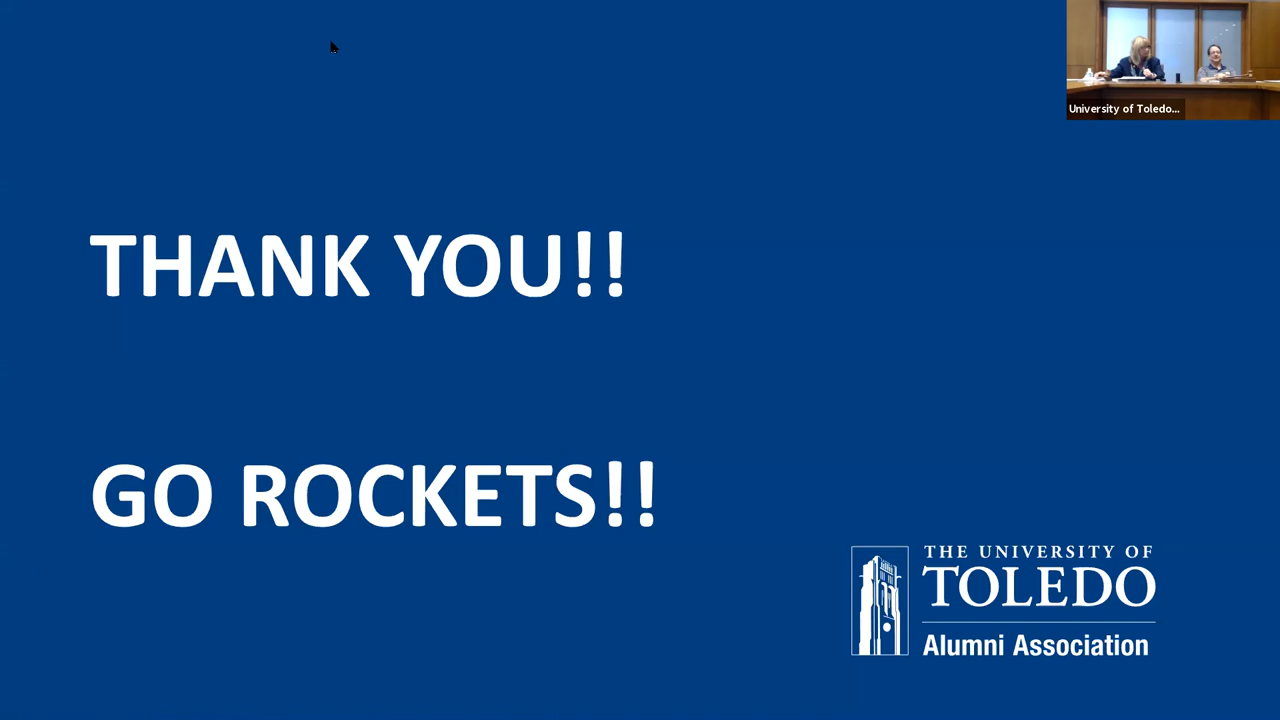 University of Toledo...
THANK YOU!!
GO ROCKETS!!
THE UNIVERSITY OF
TOLEDO
Alumni Association